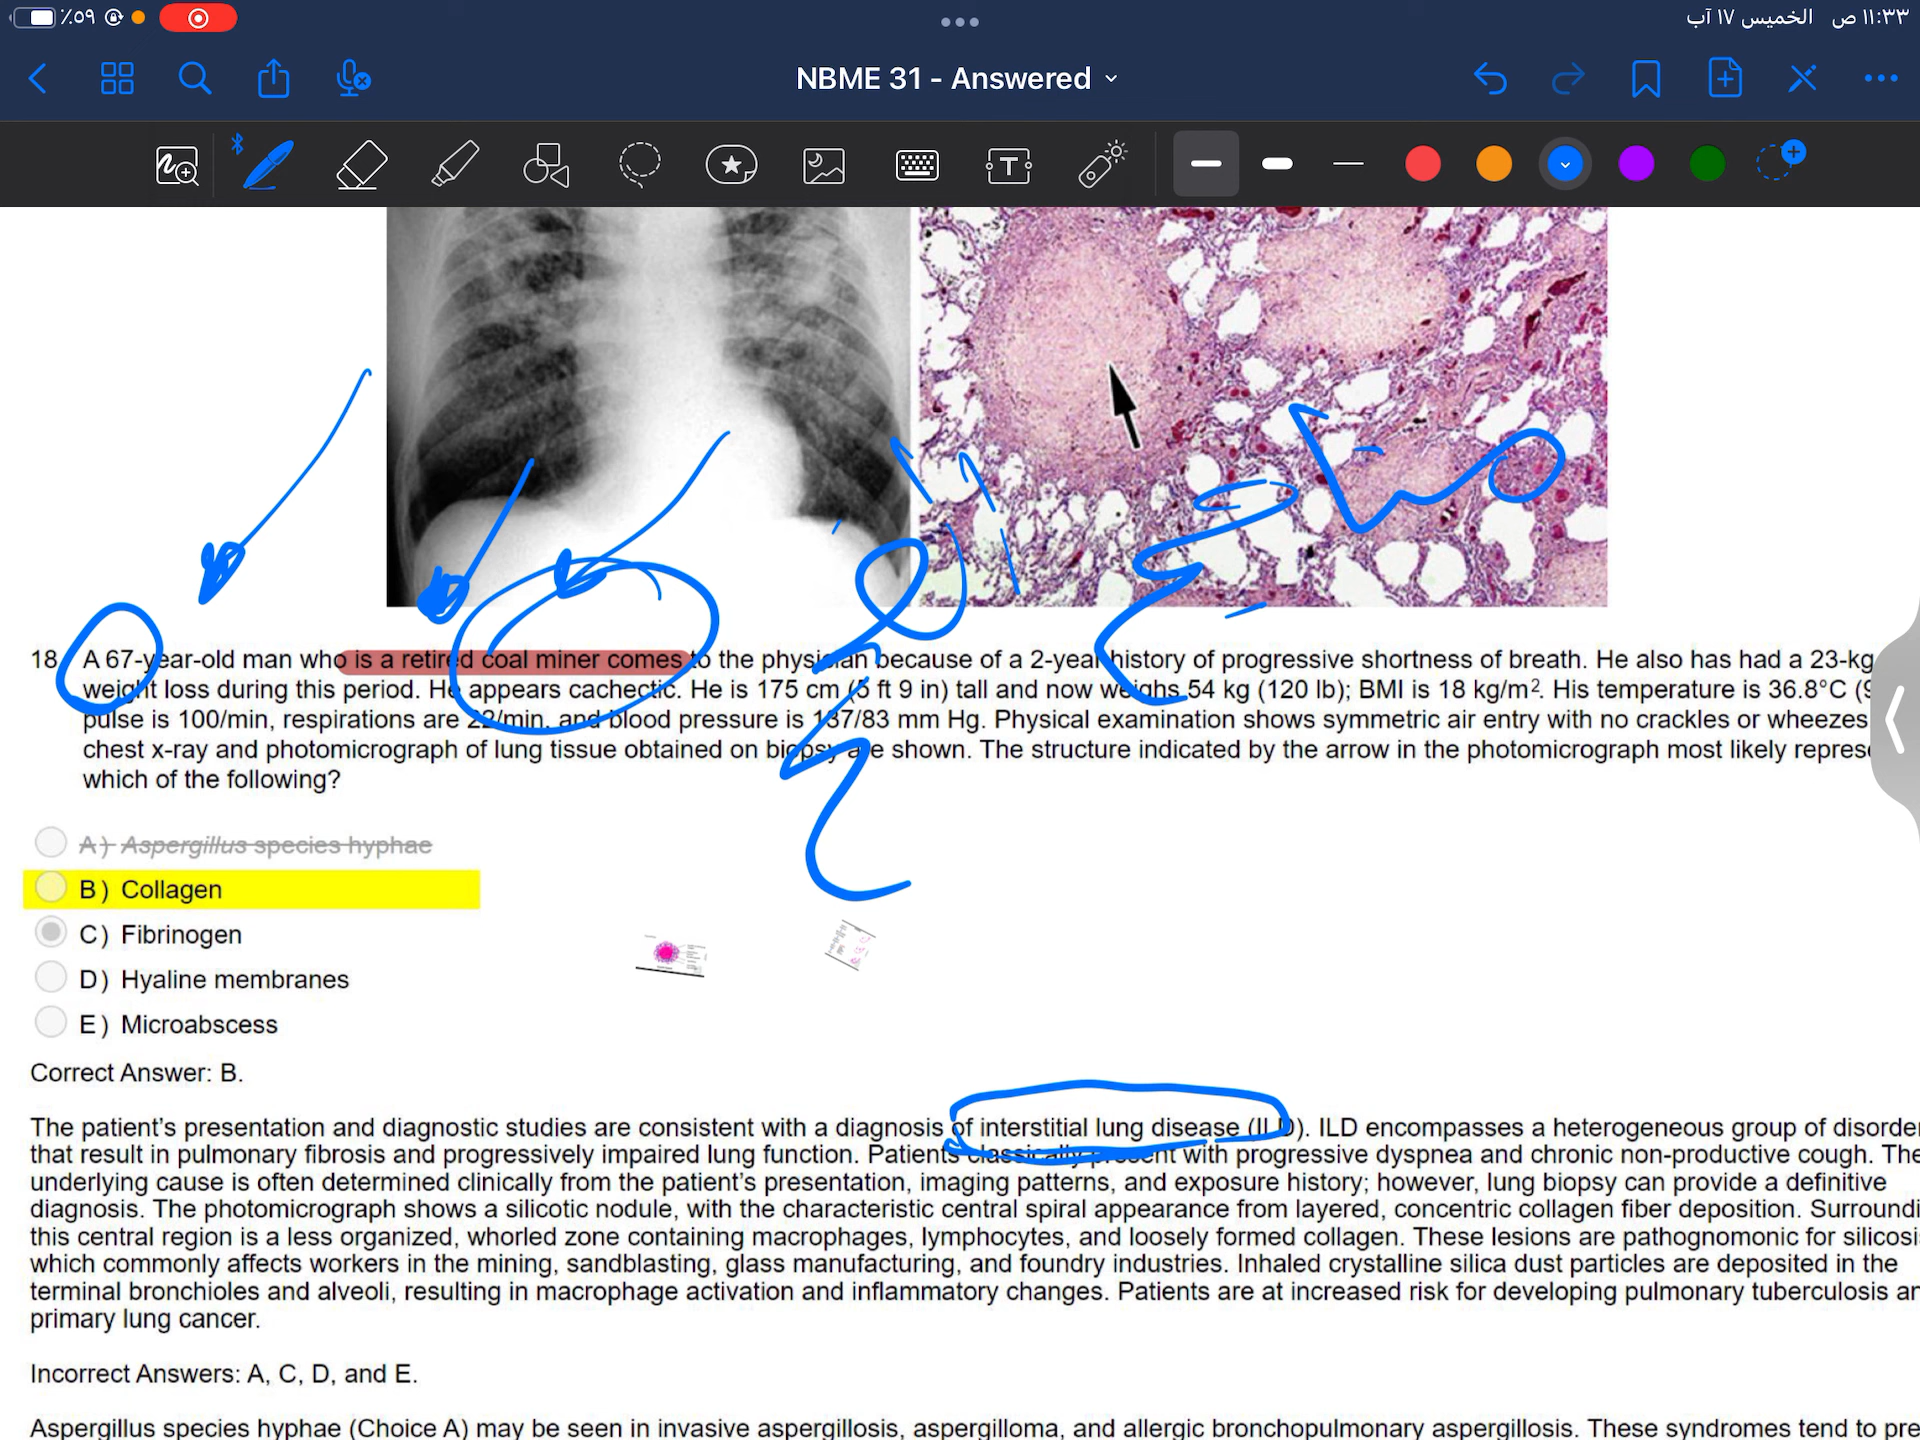 ٪٥٩
١١:٣٣ ص الخميس ١٧ آب
NBME 31 - Answered
T
18. A 67-year-old man who is a retired coal miner comes to the physician because of a 2-year history of progressive shortness of breath. He also has had a 23-kg
weight loss during this period. He appears cachectic. He is 175 cm (5 ft 9 in) tall and now weighs 54 kg (120 lb); BMI is 18 kg/m². His temperature is 36.8°C (9
pulse is 100/min, respirations are 22/min, and blood pressure is 137/83 mm Hg. Physical examination shows symmetric air entry with no crackles or wheezes
chest x-ray and photomicrograph of lung tissue obtained on biopsy are shown. The structure indicated by the arrow in the photomicrograph most likely represe
which of the following?
A) Aspergillus species hyphae
B) Collagen
C) Fibrinogen
D) Hyaline membranes
E) Microabscess
Correct Answer: B.
The patient's presentation and diagnostic studies are consistent with a diagnosis of interstitial lung disease (ILD). ILD encompasses a heterogeneous group of disorde
that result in pulmonary fibrosis and progressively impaired lung function. Patients classically present with progressive dyspnea and chronic non-productive cough. The
underlying cause is often determined clinically from the patient's presentation, imaging patterns, and exposure history; however, lung biopsy can provide a definitive
diagnosis. The photomicrograph shows a silicotic nodule, with the characteristic central spiral appearance from layered, concentric collagen fiber deposition. Surroundi
this central region is a less organized, whorled zone containing macrophages, lymphocytes, and loosely formed collagen. These lesions are pathognomonic for silicosi
which commonly affects workers in the mining, sandblasting, glass manufacturing, and foundry industries. Inhaled crystalline silica dust particles are deposited in the
terminal bronchioles and alveoli, resulting in macrophage activation and inflammatory changes. Patients are at increased risk for developing pulmonary tuberculosis an
primary lung cancer.
Incorrect Answers: A, C, D, and E.
Aspergillus species hyphae (Choice A) may be seen in invasive aspergillosis, aspergilloma, and allergic bronchopulmonary aspergillosis. These syndromes tend to pre